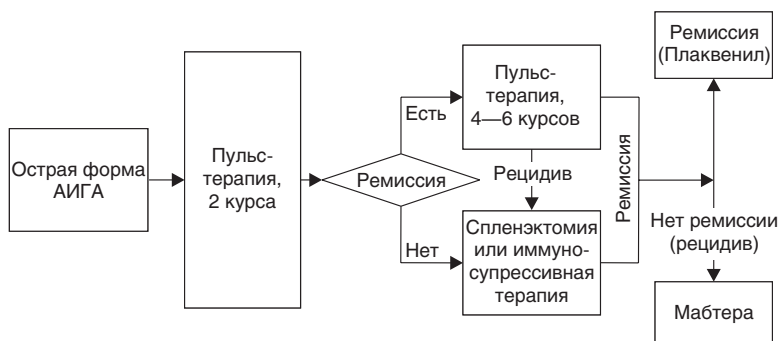 Острая форма
АИГА
Пульс-
терапия,
2 курса
Ремиссия
Есть
Нет
Пульс-
терапия,
4—6 курсов
Рецидив
Спленэктомия
или иммуно-
супрессивная
терапия
Ремиссия
Ремиссия
(Плаквенил)
Нет ремиссии
(рецидив)
Мабтера